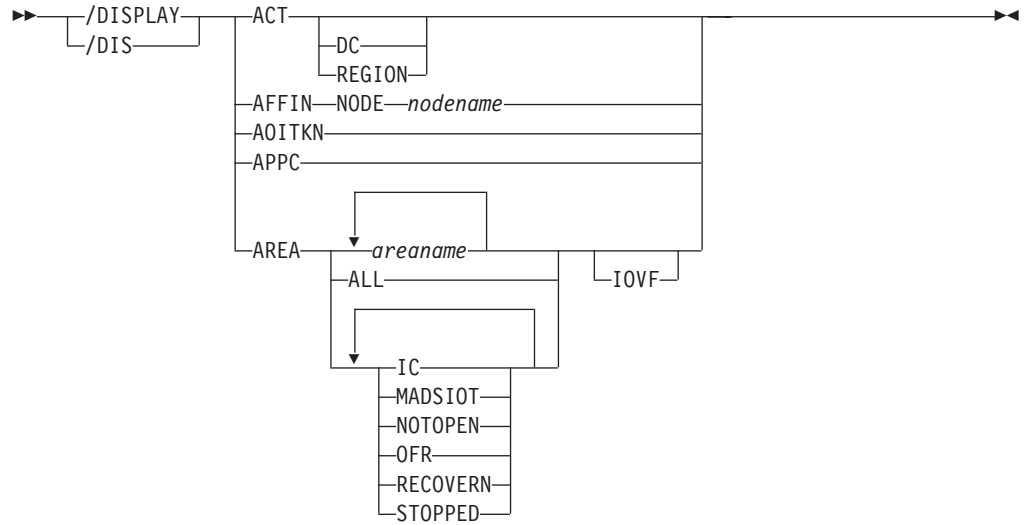 /DISPLAY ACT
/DIS DC
REGION
AFFIN NODE nodename
AOITKN
APPC
AREA areaname
ALL IOVF
IC
MADSIOT
NOTOPEN
OFR
RECOVERN
STOPPED